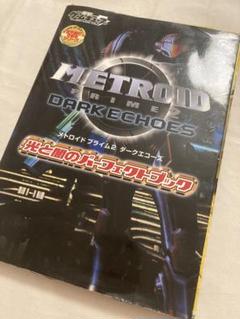 METROID
PRIME 2
DARK ECHOES
メトロイド プライム2 ダークエコーズ
光と闇のパーフェクトブック